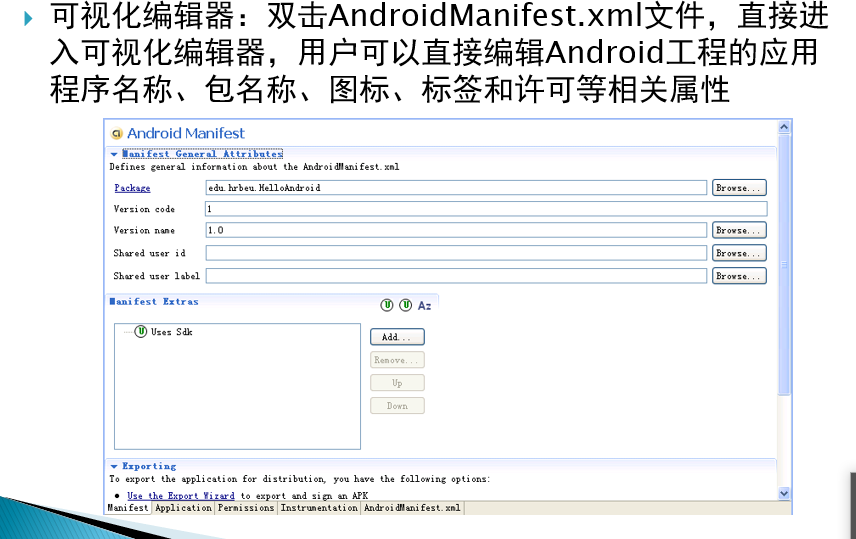 可视化编辑器：双击AndroidManifest.xml文件，直接进
入可视化编辑器，用户可以直接编辑Android工程的应用
程序名称、包名称、图标、标签和许可等相关属性
Android Manifest
Manifest General Attributes
Defines general information about the AndroidManifest.xml
Package edu.hrbeu.HelloAndroid Browse...
Version code 1
Version name 1.0 Browse...
Shared user id Browse...
Shared user label Browse...
Manifest Extras U U Az
U Uses Sdk
Add...
Remove...
Up
Down
Exporting
To export the application for distribution, you have the following options:
• Use the Export Wizard to export and sign an APK
Manifest Application Permissions Instrumentation AndroidManifest.xml